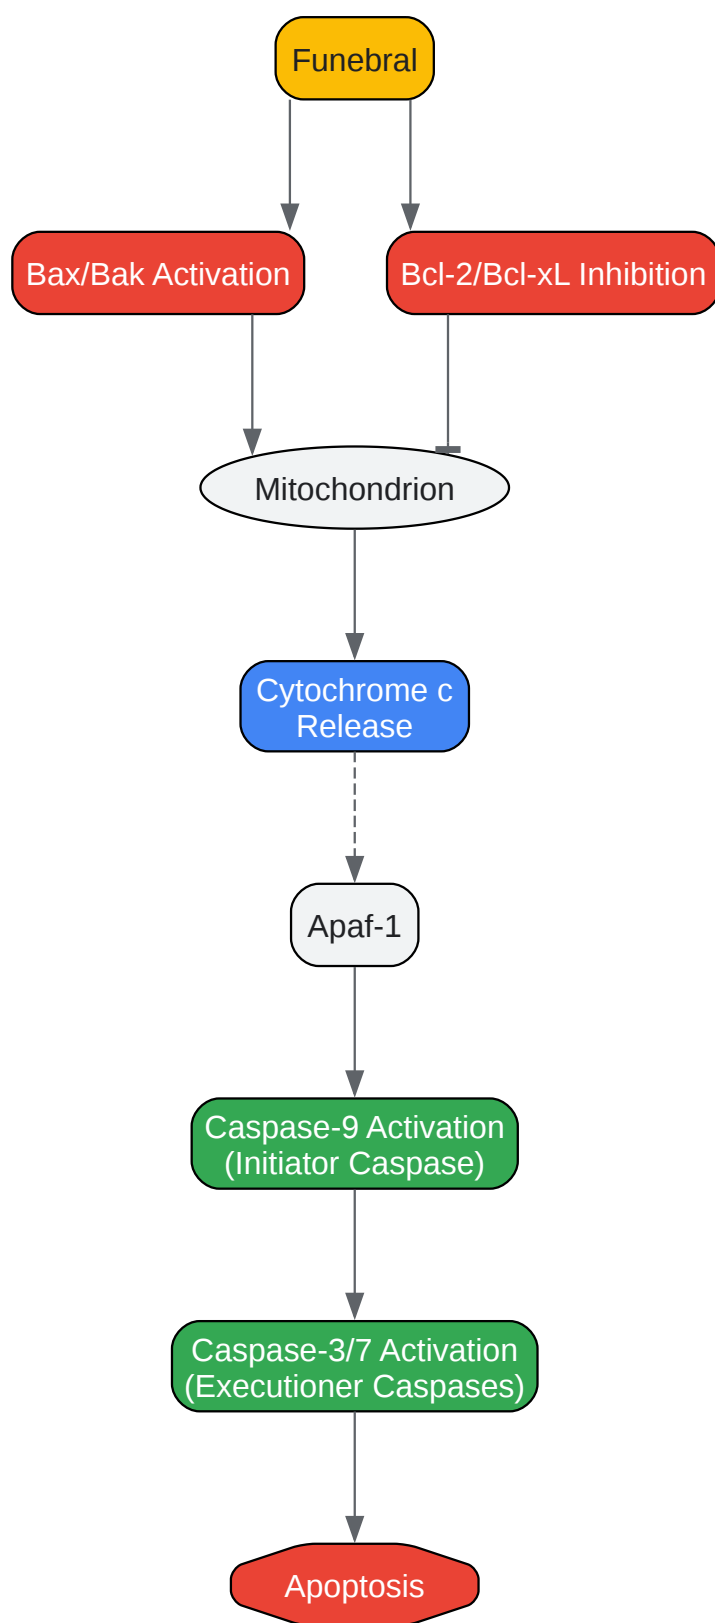 Funebral
Bax/Bak Activation
Bcl-2/Bcl-xL Inhibition
Mitochondrion
Cytochrome c
Release
Apaf-1
Caspase-9 Activation
(Initiator Caspase)
Caspase-3/7 Activation
(Executioner Caspases)
Apoptosis